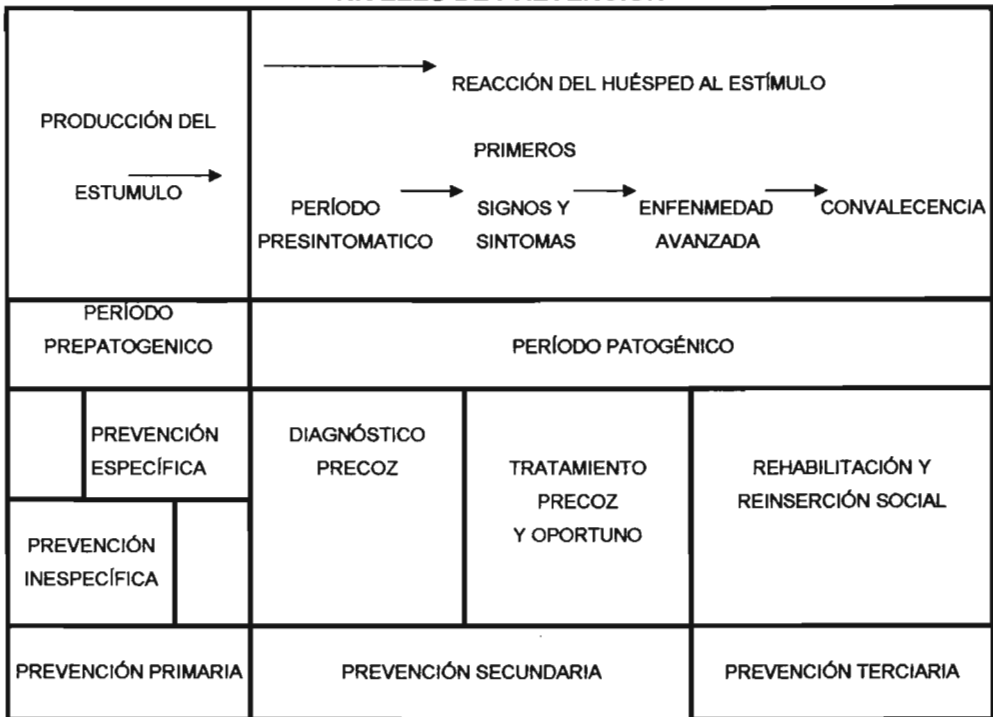 REACCIÓN DEL HUÉSPED AL ESTÍMULO
PRODUCCIÓN DEL
ESTUMULO
PRIMEROS
PERÍODO
PRESINTOMATICO
SIGNOS Y
SINTOMAS
ENFENMEDAD
AVANZADA
CONVALECENCIA
PERÍODO
PREPATOGENICO
PERÍODO PATOGÉNICO
PREVENCIÓN
ESPECÍFICA
DIAGNÓSTICO
PRECOZ
TRATAMIENTO
PRECOZ
Y OPORTUNO
REHABILITACIÓN Y
REINSERCIÓN SOCIAL
PREVENCIÓN
INESPECÍFICA
PREVENCIÓN PRIMARIA
PREVENCIÓN SECUNDARIA
PREVENCIÓN TERCIARIA